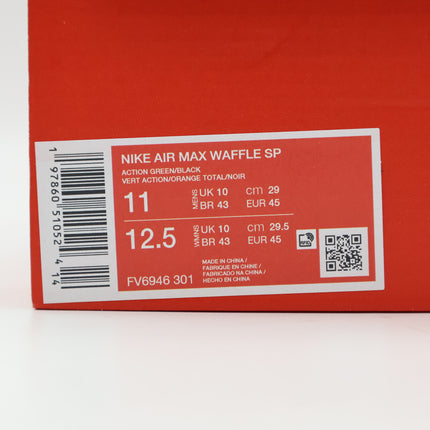 NIKE AIR MAX WAFFLE SP
ACTION GREEN/BLACK
VERT ACTION/ORANGE TOTAL/NOIR
11 MENS UK 10 cm 29
BR 43 EUR 45
12.5 WMNS UK 10 cm 29.5
BR 43 EUR 45
FV6946 301
MADE IN CHINA /
FABRIQUE EN CHINE /
FABRICADO NA CHINA /
HECHO EN CHINA
1 97860 51052 4 14